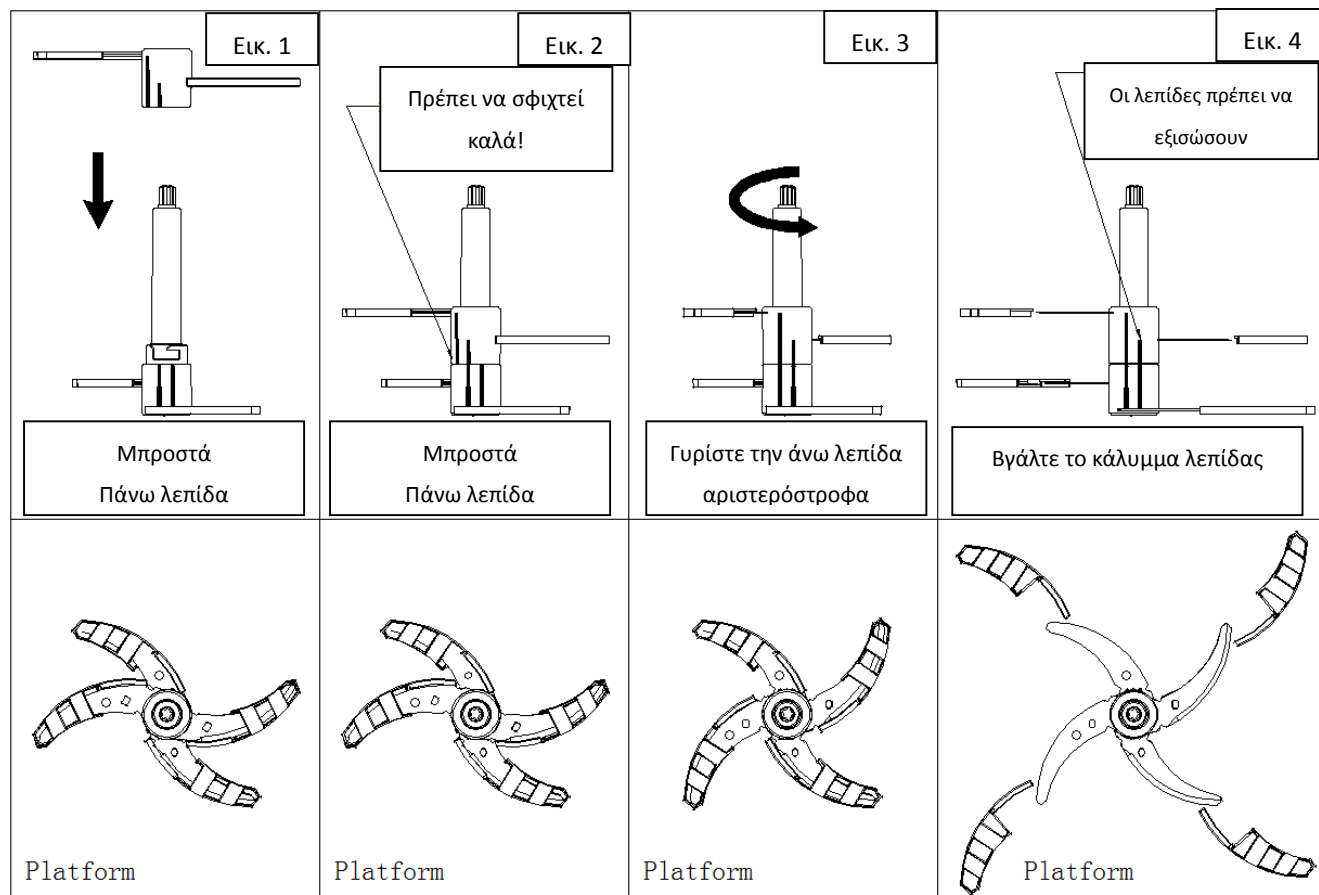 Εικ. 1
Εικ. 2
Εικ. 3
Εικ. 4
Πρέπει να σφιχτεί
καλά!
Οι λεπίδες πρέπει να
εξισώσουν
Μπροστά
Πάνω λεπίδα
Μπροστά
Πάνω λεπίδα
Γυρίστε την άνω λεπίδα
αριστερόστροφα
Βγάλτε το κάλυμμα λεπίδας
Platform
Platform
Platform
Platform